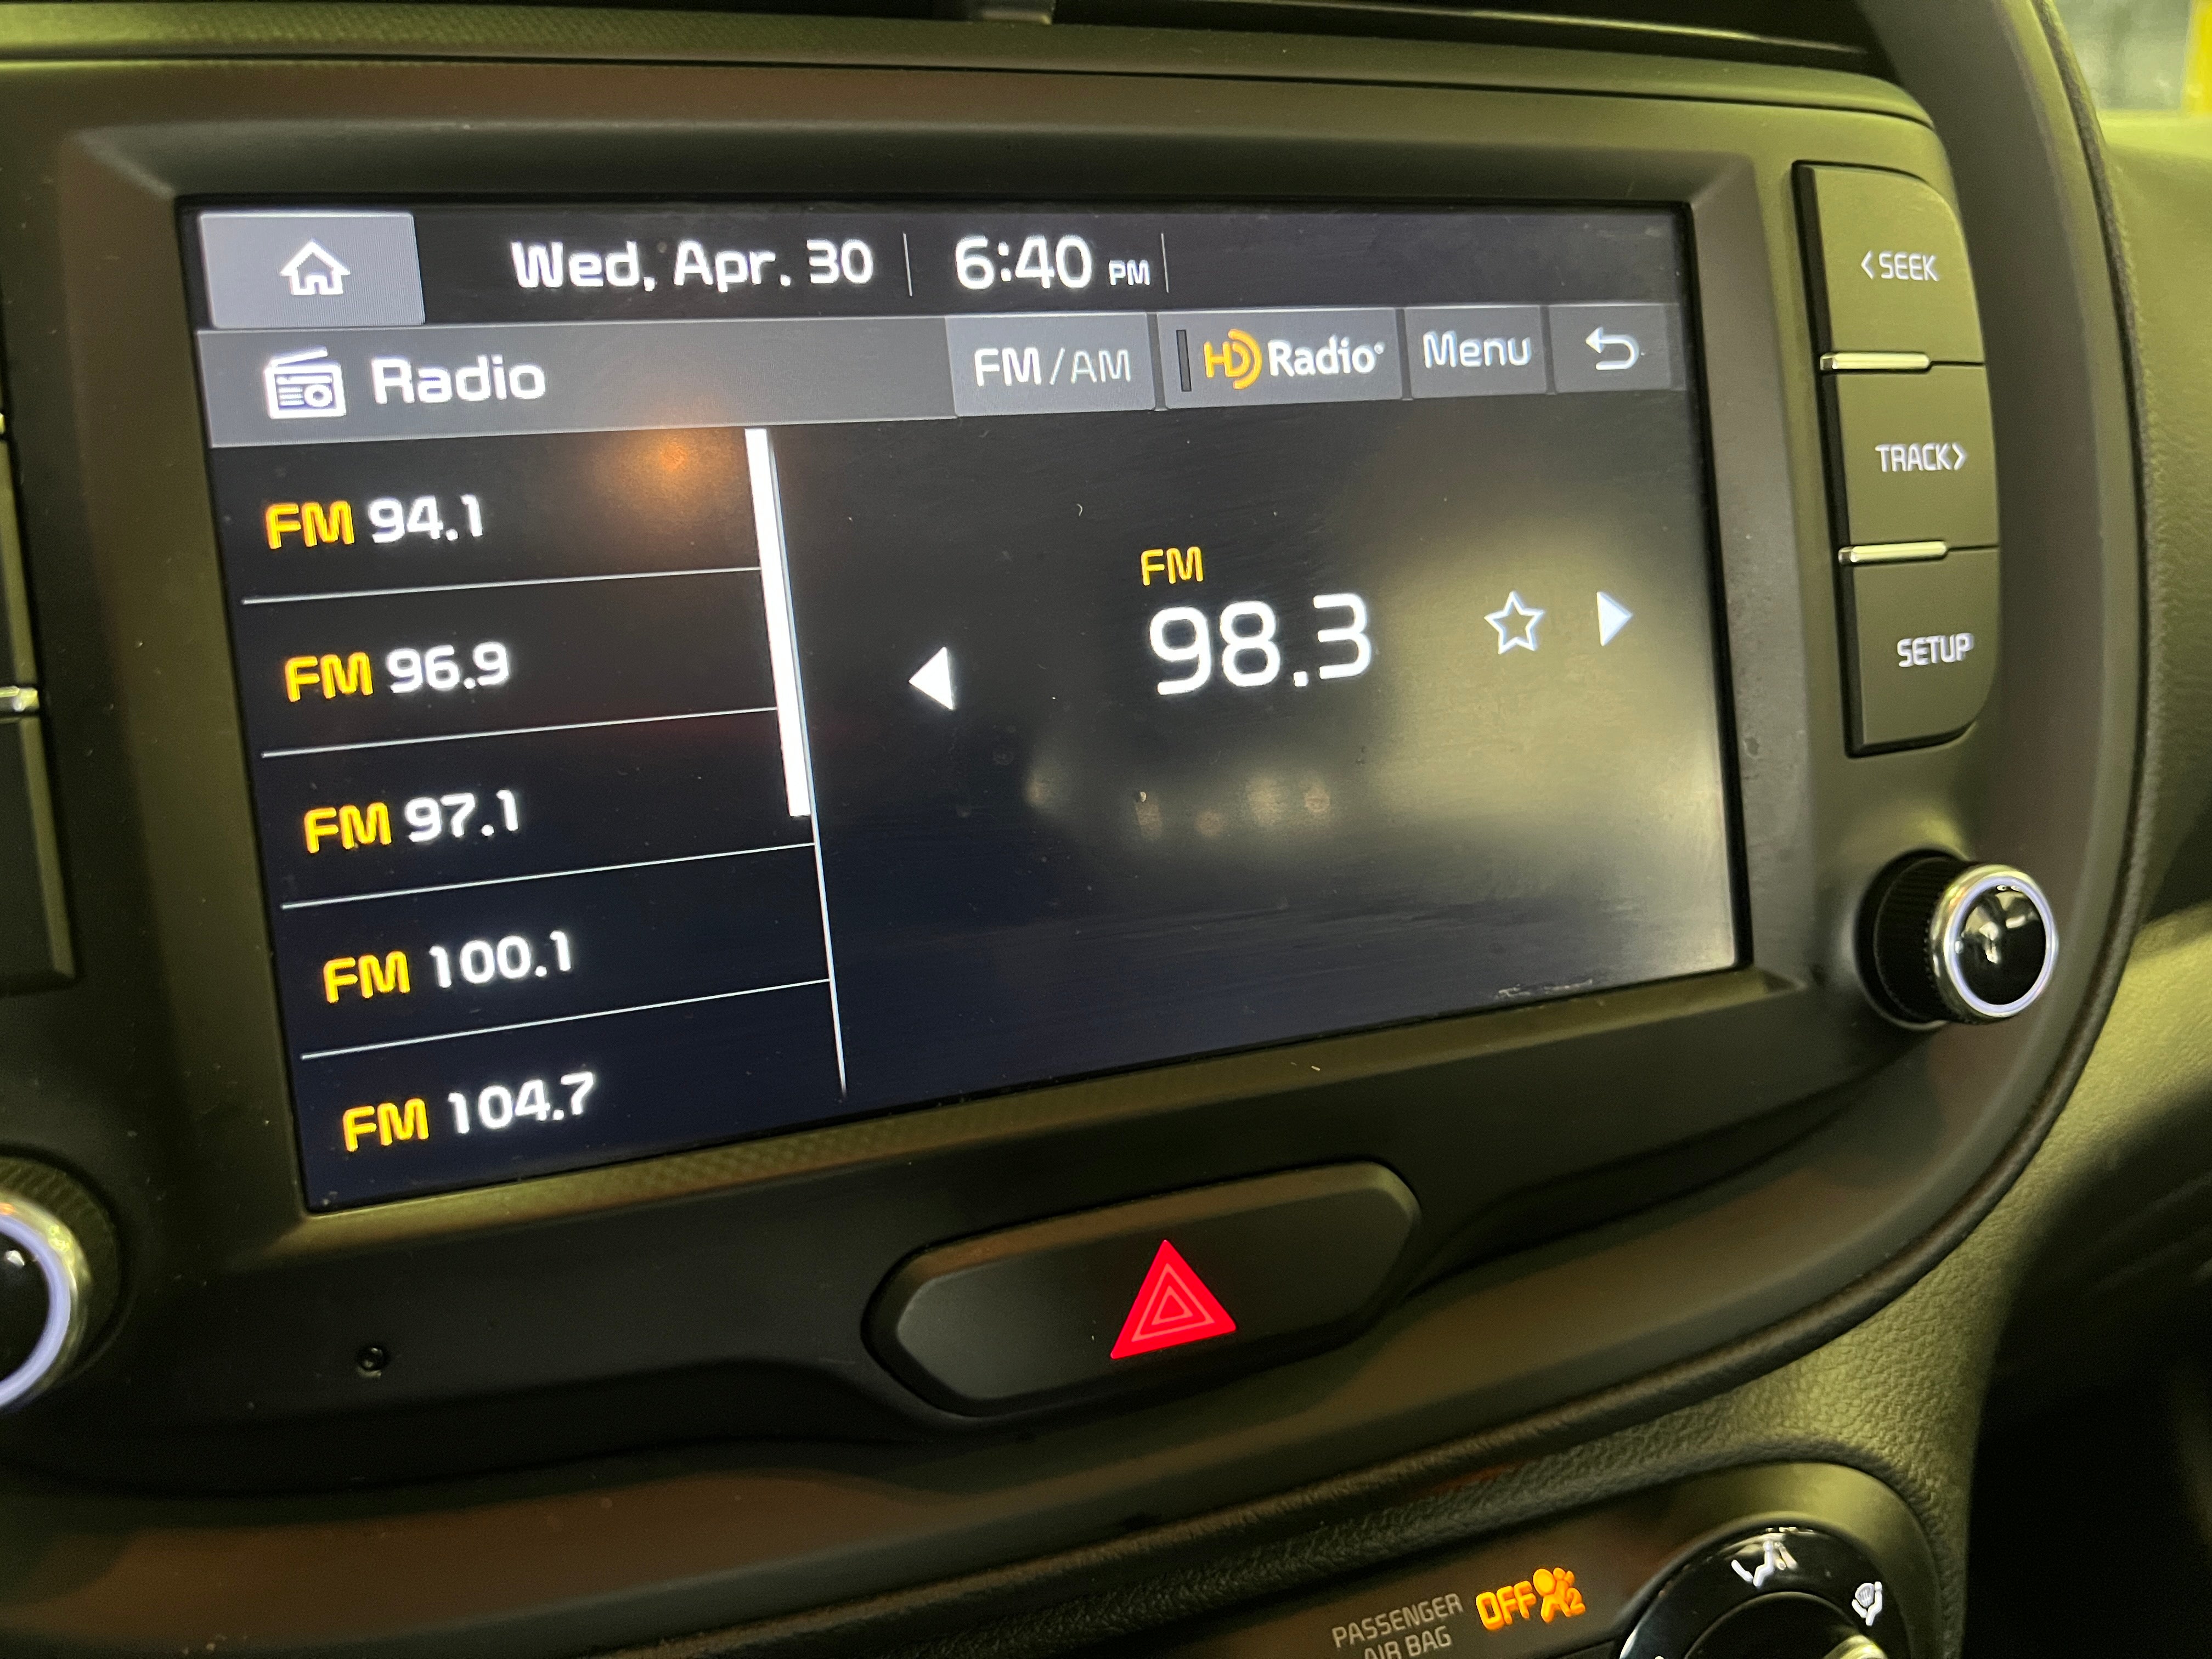 Wed, Apr. 30 6:40 PM
Radio FM/AM HD Radio® Menu
FM 94.1
FM 96.9
FM 97.1
FM 100.1
FM 104.7
FM
98.3
<SEEK
TRACK>
SETUP
PASSENGER
AIR BAG
OFF 2